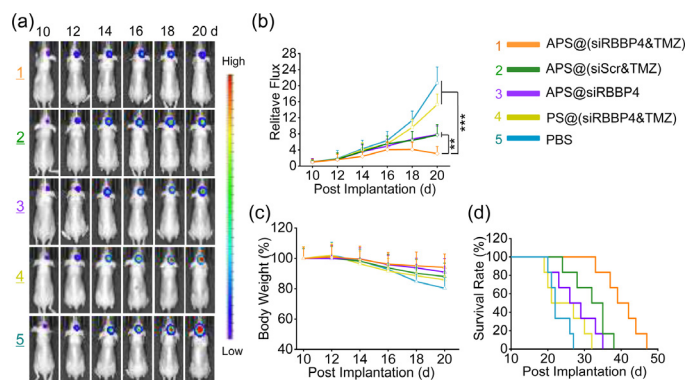 (a)
10 12 14 16 18 20 d
1
2
3
4
5
High
Low
(b)
Relitave Flux
28
24
20
16
12
8
4
0
10 12 14 16 18 20
Post Implantation (d)
**
***
1 APS@(siRBBP4&TMZ)
2 APS@(siScr&TMZ)
3 APS@siRBBP4
4 PS@(siRBBP4&TMZ)
5 PBS
(c)
Body Weight (%)
120
100
80
60
40
10 12 14 16 18 20
Post Implantation (d)
(d)
Survival Rate (%)
120
100
80
60
40
20
0
10 20 30 40 50
Post Implantation (d)